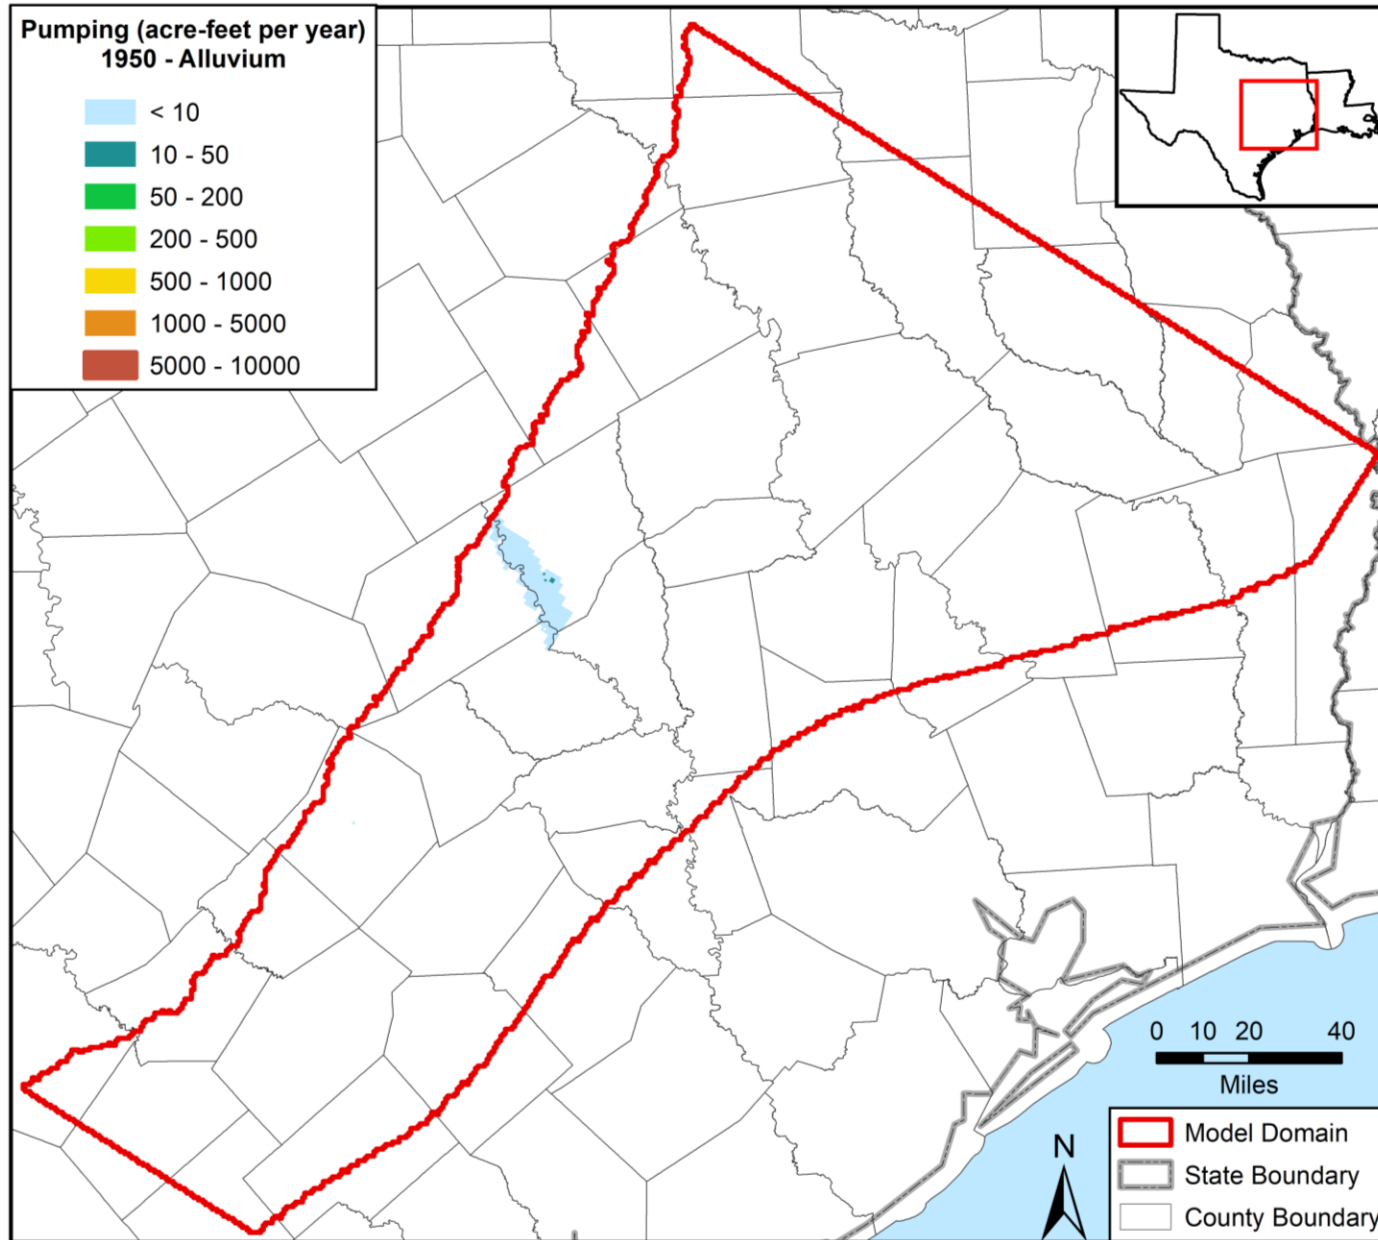 Pumping (acre-feet per year)
1950 - Alluvium
< 10
10 - 50
50 - 200
200 - 500
500 - 1000
1000 - 5000
5000 - 10000
0 10 20 40
Miles
N
Model Domain
State Boundary
County Boundary